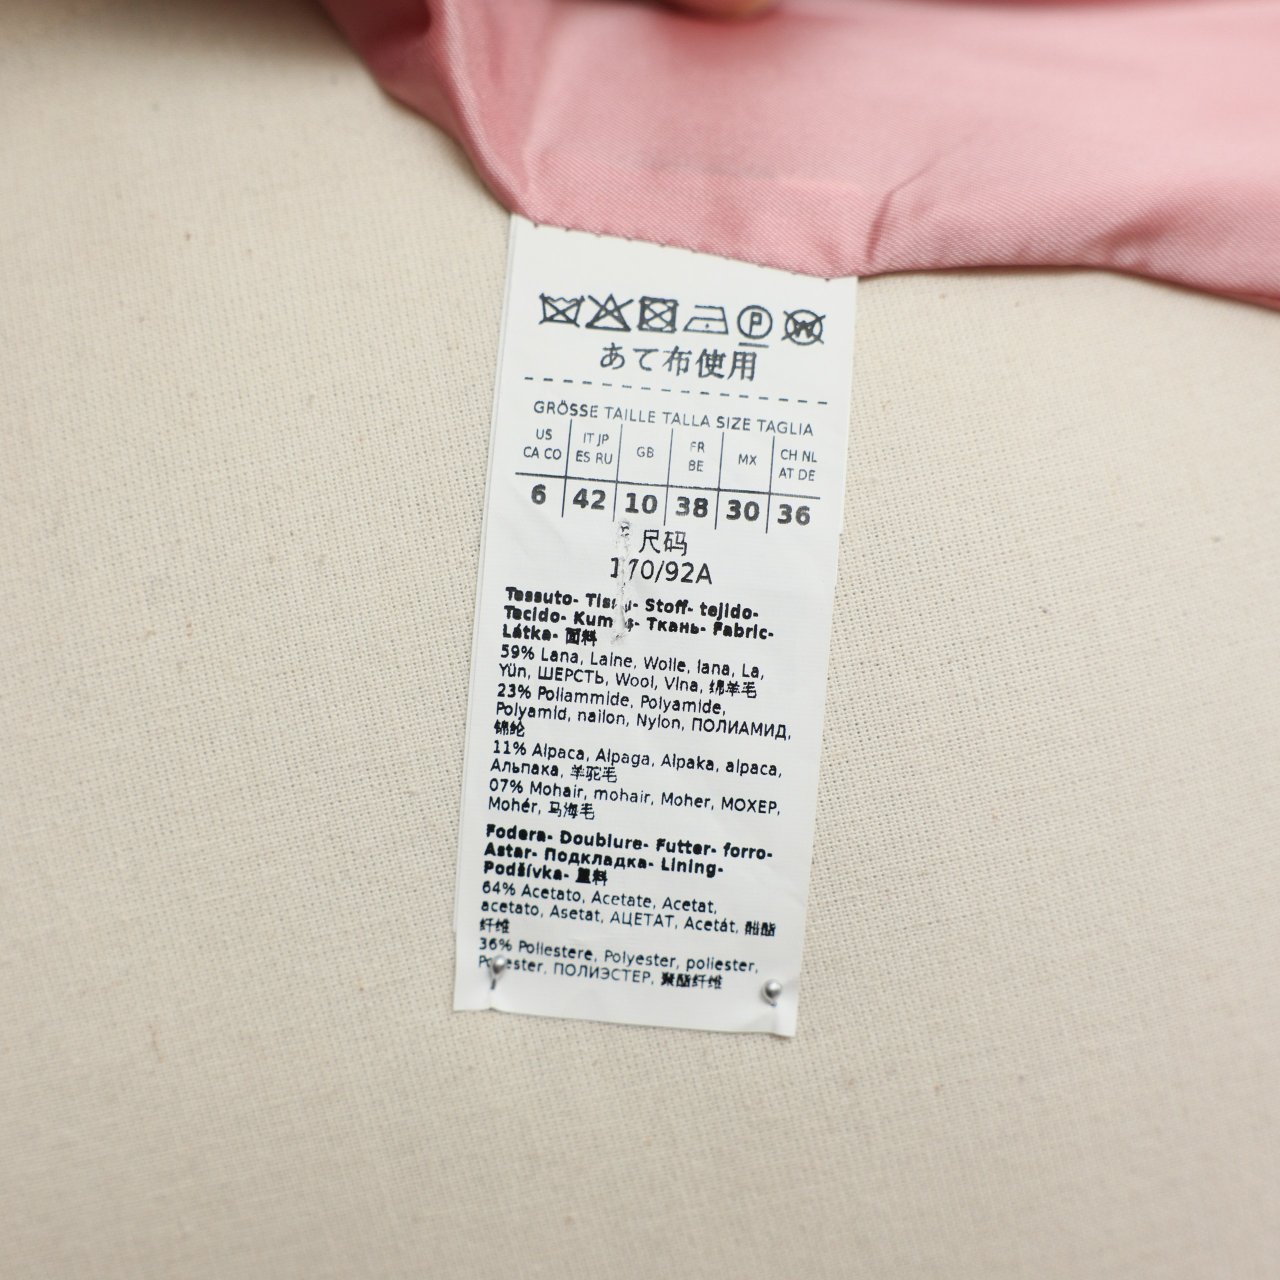 P W
あて布使用
GRÖSSE TAILLE TALLA SIZE TAGLIA
US CA CO IT JP ES RU GB FR BE MX CH NL AT DE
6 42 10 38 30 36
尺码
170/92A
Tessuto- Stoff- tejido-
Tecido- Ткань- Fabric-
Látka- 面料
59% Lana, Laine, Wolle, lana, La,
Yün, ШЕРСТЬ, Wool, Vlna, 绵羊毛
23% Poliammide, Polyamide,
Polyamid, nailon, Nylon, ПОЛИАМИД,
锦纶
11% Alpaca, Alpaga, Alpaka, alpaca,
Альпака, 羊驼毛
07% Mohair, mohair, Moher, МОХЕР,
Mohér, 马海毛
Fodera- Doublure- Futter- forro-
Astar- Подкладка- Lining-
Podšívka- 里料
64% Acetato, Acetate, Acetat,
acetato, Asetat, АЦЕТАТ, Acetát, 醋酯
纤维
36% Poliestere, Polyester, poliester,
ПОЛИЭСТЕР, 聚酯纤维